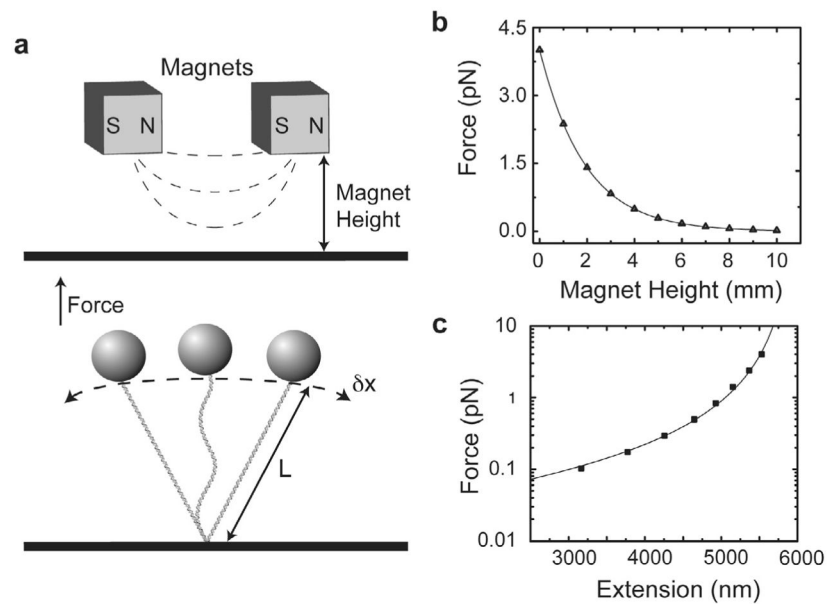 a
Magnets
S N
S N
Magnet
Height
Force
δx
L
b
4.5
3.0
1.5
0.0
Force (pN)
0 2 4 6 8 10
Magnet Height (mm)
c
10
1
0.1
0.01
Force (pN)
3000 4000 5000 6000
Extension (nm)